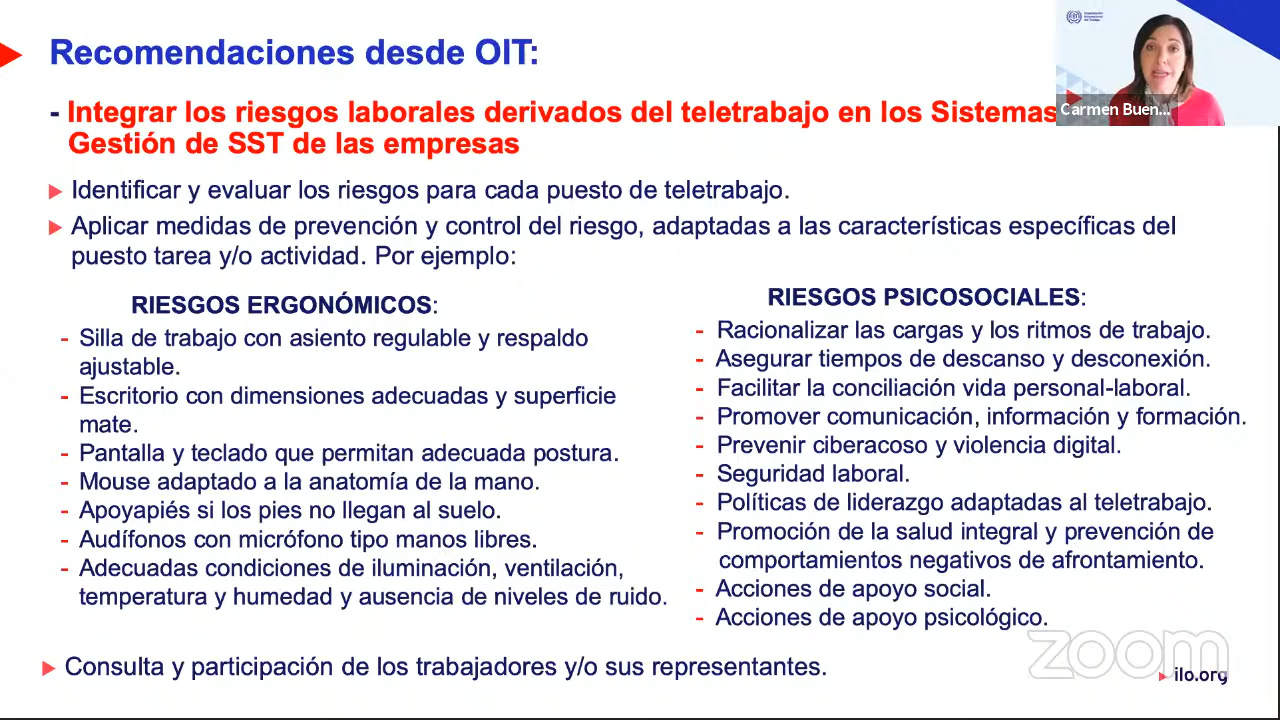 Recomendaciones desde OIT:
- Integrar los riesgos laborales derivados del teletrabajo en los Sistemas
Gestión de SST de las empresas
Identificar y evaluar los riesgos para cada puesto de teletrabajo.
Aplicar medidas de prevención y control del riesgo, adaptadas a las características específicas del
puesto tarea y/o actividad. Por ejemplo:
RIESGOS ERGONÓMICOS:
- Silla de trabajo con asiento regulable y respaldo
ajustable.
- Escritorio con dimensiones adecuadas y superficie
mate.
- Pantalla y teclado que permitan adecuada postura.
- Mouse adaptado a la anatomía de la mano.
- Apoyapiés si los pies no llegan al suelo.
- Audífonos con micrófono tipo manos libres.
- Adecuadas condiciones de iluminación, ventilación,
temperatura y humedad y ausencia de niveles de ruido.
RIESGOS PSICOSOCIALES:
- Racionalizar las cargas y los ritmos de trabajo.
- Asegurar tiempos de descanso y desconexión.
- Facilitar la conciliación vida personal-laboral.
- Promover comunicación, información y formación.
- Prevenir ciberacoso y violencia digital.
- Seguridad laboral.
- Políticas de liderazgo adaptadas al teletrabajo.
- Promoción de la salud integral y prevención de
comportamientos negativos de afrontamiento.
- Acciones de apoyo social.
- Acciones de apoyo psicológico.
Consulta y participación de los trabajadores y/o sus representantes.
Organización
Internacional
del Trabajo
Carmen Buen...
zoom
ilo.org